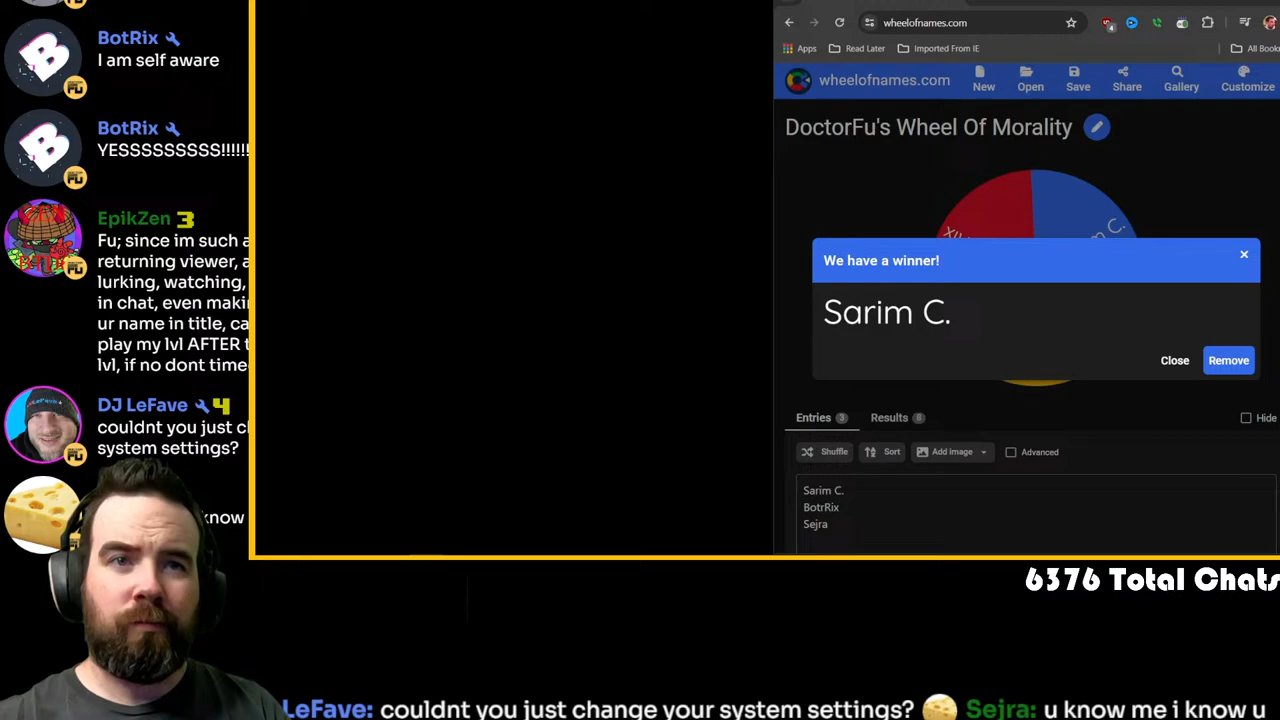 BotRix
I am self aware
BotRix
YESSSSSSSSS!!!!!!
EpikZen 3
Fu; since im such a
returning viewer, a
lurking, watching,
in chat, even makin
ur name in title, ca
play my lvl AFTER t
lvl, if no dont time
DJ LeFave 4
couldnt you just ch
system settings?
know
wheelofnames.com
Apps
Read Later
Imported From IE
All Book
wheelofnames.com
New
Open
Save
Share
Gallery
Customize
DoctorFu's Wheel Of Morality
We have a winner!
Sarim C.
Close
Remove
Entries 3
Results 8
Hide
Shuffle
Sort
Add image
Advanced
Sarim C.
BotrRix
Sejra
6376 Total Chats
LeFave: couldnt you just change your system settings? Sejra: u know me i know u